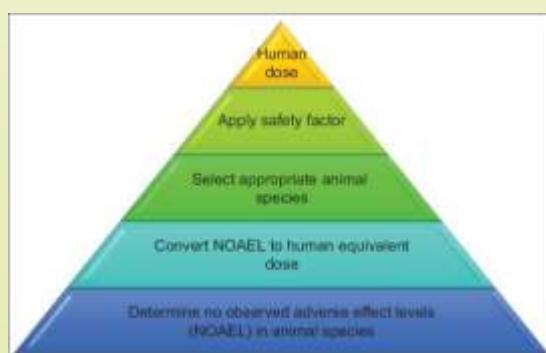 Human
dose
Apply safety factor
Select appropriate animal
species
Convert NOAEL to human equivalent
dose
Determine no observed adverse effect levels
(NOAEL) in animal species